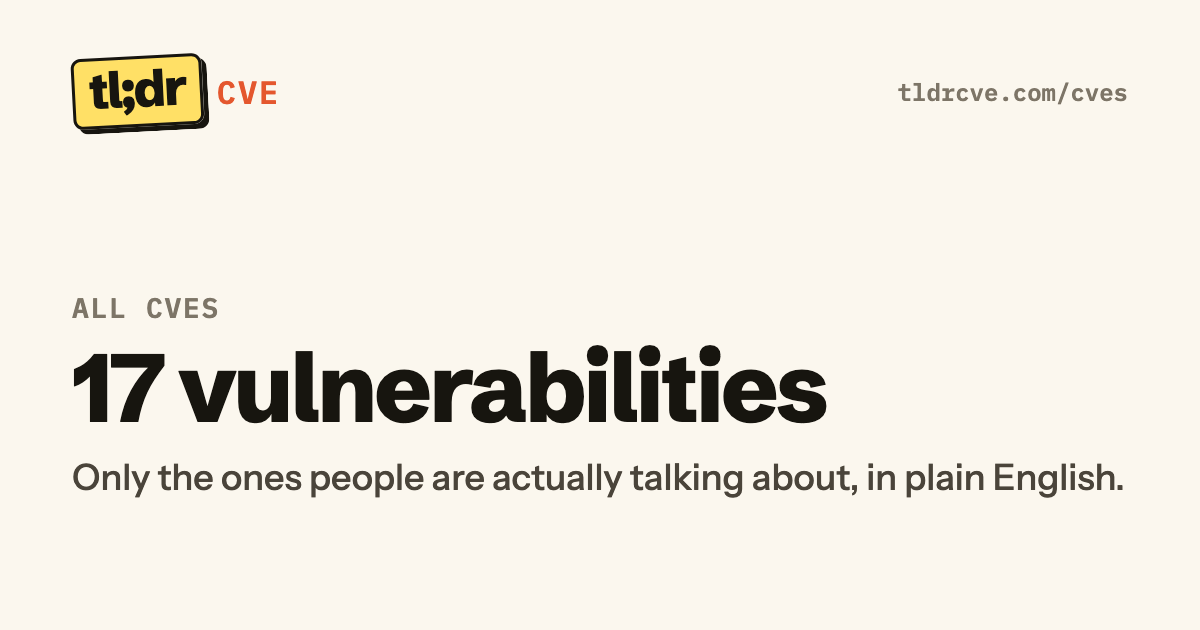 tl;dr CVE
tldrcve.com/cves
ALL CVES
17 vulnerabilities
Only the ones people are actually talking about, in plain English.